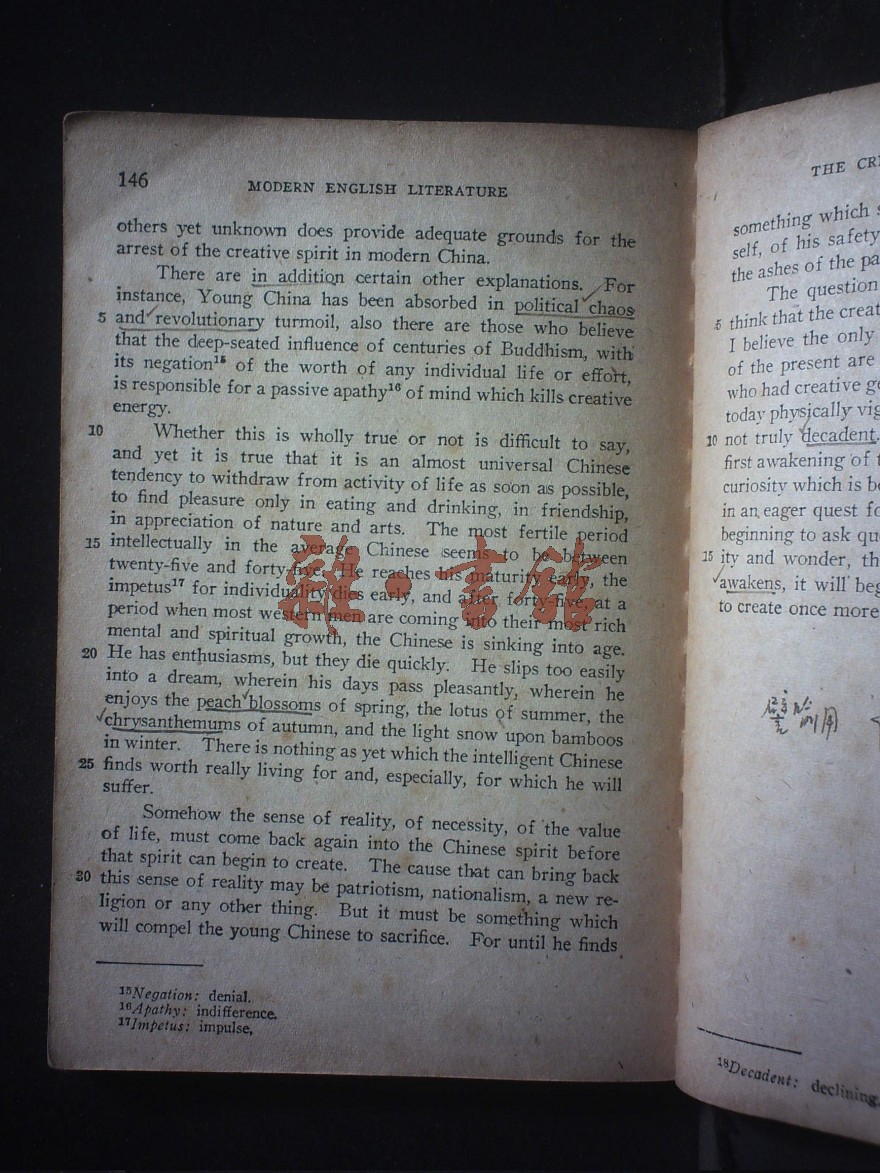 146
MODERN ENGLISH LITERATURE
others yet unknown does provide adequate grounds for the
arrest of the creative spirit in modern China.
There are in addition certain other explanations. For
instance, Young China has been absorbed in political chaos
5 and revolutionary turmoil, also there are those who believe
that the deep-seated influence of centuries of Buddhism, with
its negation¹⁵ of the worth of any individual life or effort,
is responsible for a passive apathy¹⁶ of mind which kills creative
energy.
10 Whether this is wholly true or not is difficult to say,
and yet it is true that it is an almost universal Chinese
tendency to withdraw from activity of life as soon as possible,
to find pleasure only in eating and drinking, in friendship,
in appreciation of nature and arts. The most fertile period
15 intellectually in the average Chinese seems to be between
twenty-five and forty-five. He reaches his maturity early, the
impetus¹⁷ for individuality dies early, and after forty-five, at a
period when most western men are coming into their most rich
mental and spiritual growth, the Chinese is sinking into age.
20 He has enthusiasms, but they die quickly. He slips too easily
into a dream, wherein his days pass pleasantly, wherein he
enjoys the peach blossoms of spring, the lotus of summer, the
chrysanthemums of autumn, and the light snow upon bamboos
in winter. There is nothing as yet which the intelligent Chinese
25 finds worth really living for and, especially, for which he will
suffer.
Somehow the sense of reality, of necessity, of the value
of life, must come back again into the Chinese spirit before
that spirit can begin to create. The cause that can bring back
30 this sense of reality may be patriotism, nationalism, a new re-
ligion or any other thing. But it must be something which
will compel the young Chinese to sacrifice. For until he finds
¹⁵Negation: denial.
¹⁶Apathy: indifference.
¹⁷Impetus: impulse,
雜書館
THE CRE
something which
self, of his safety
the ashes of the pa
The question
5 think that the creat
I believe the only
of the present are
who had creative ge
today physically vig
10 not truly decadent.
first awakening of
curiosity which is be
in an eager quest fo
beginning to ask qu
15 ity and wonder, th
awakens, it will beg
to create once more
¹⁸Decadent: declining.